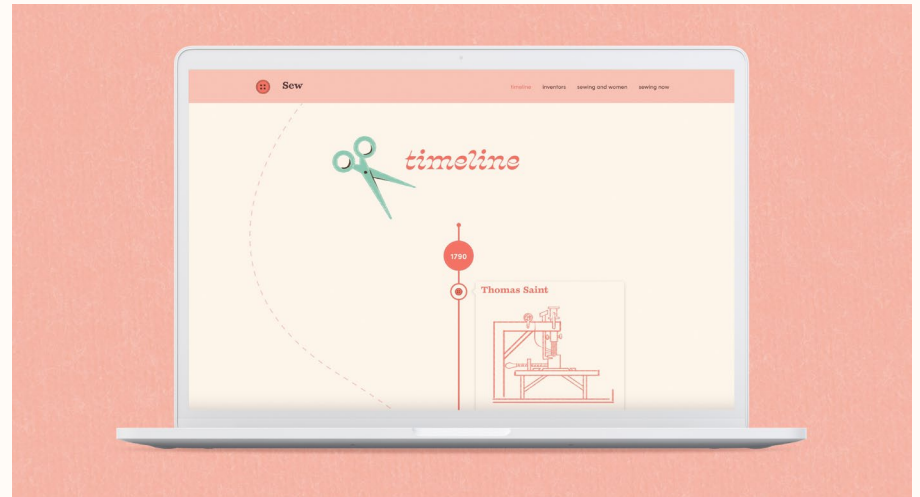 Sew
timeline inventors sewing and women sewing now
timeline
1790
Thomas Saint